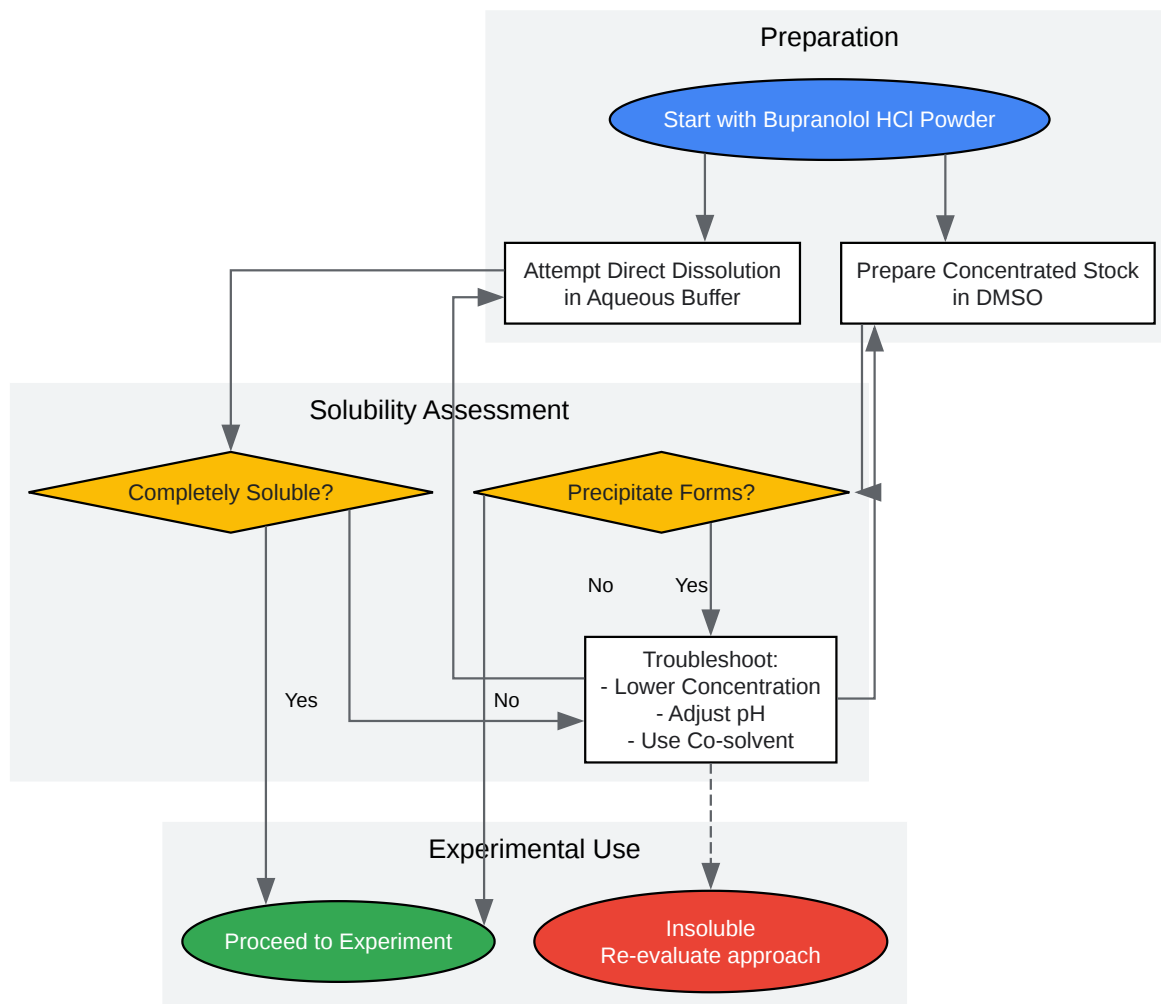 Preparation
Start with Bupranolol HCl Powder
Attempt Direct Dissolution
in Aqueous Buffer
Prepare Concentrated Stock
in DMSO
Solubility Assessment
Completely Soluble?
Precipitate Forms?
No
Yes
Troubleshoot:
- Lower Concentration
- Adjust pH
- Use Co-solvent
Yes
No
Experimental Use
Proceed to Experiment
Insoluble
Re-evaluate approach